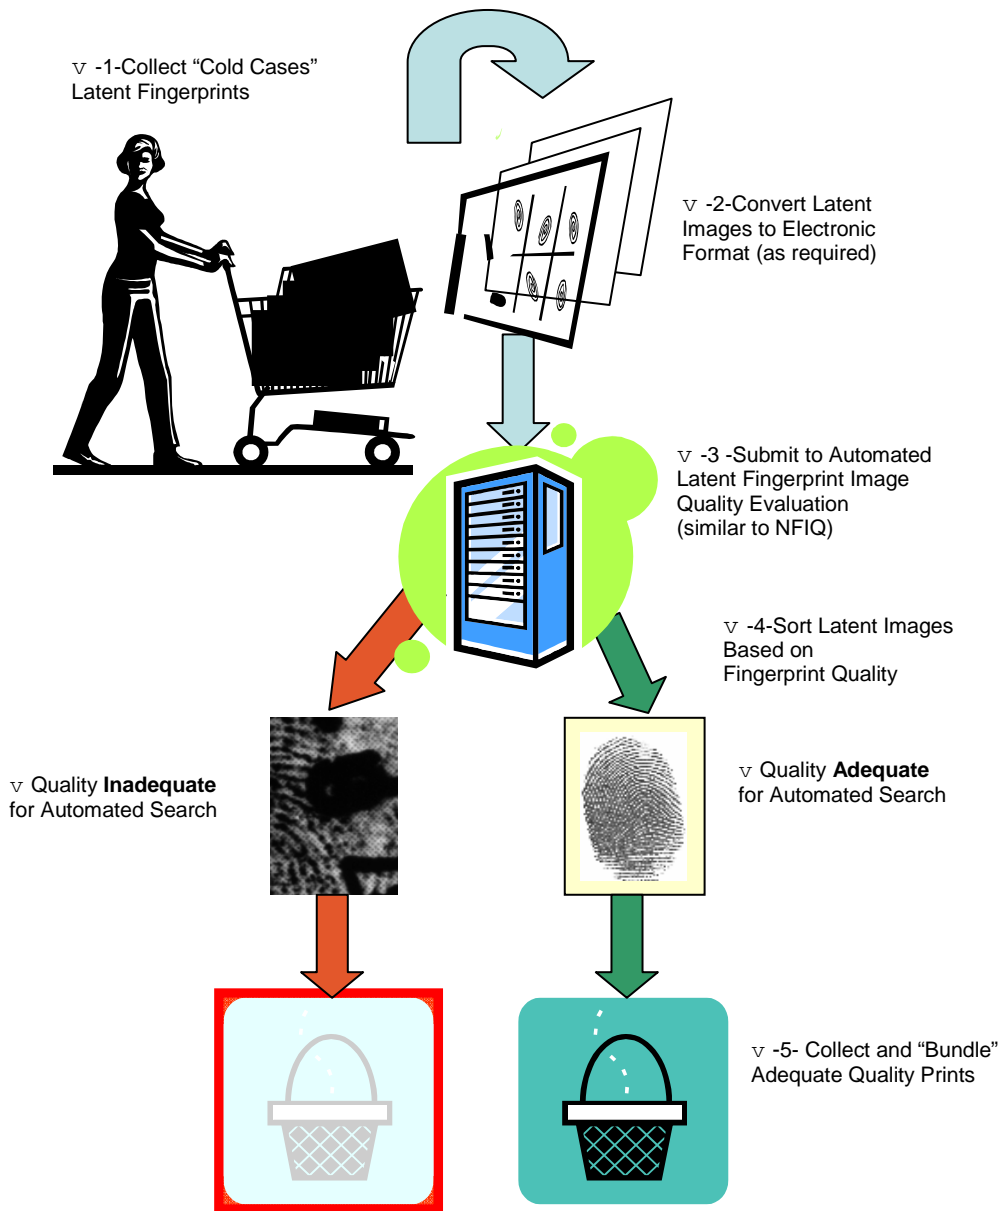 v -1-Collect “Cold Cases”
Latent Fingerprints
v -2-Convert Latent
Images to Electronic
Format (as required)
v -3 -Submit to Automated
Latent Fingerprint Image
Quality Evaluation
(similar to NFIQ)
v -4-Sort Latent Images
Based on
Fingerprint Quality
v Quality Inadequate
for Automated Search
v Quality Adequate
for Automated Search
v -5- Collect and “Bundle”
Adequate Quality Prints